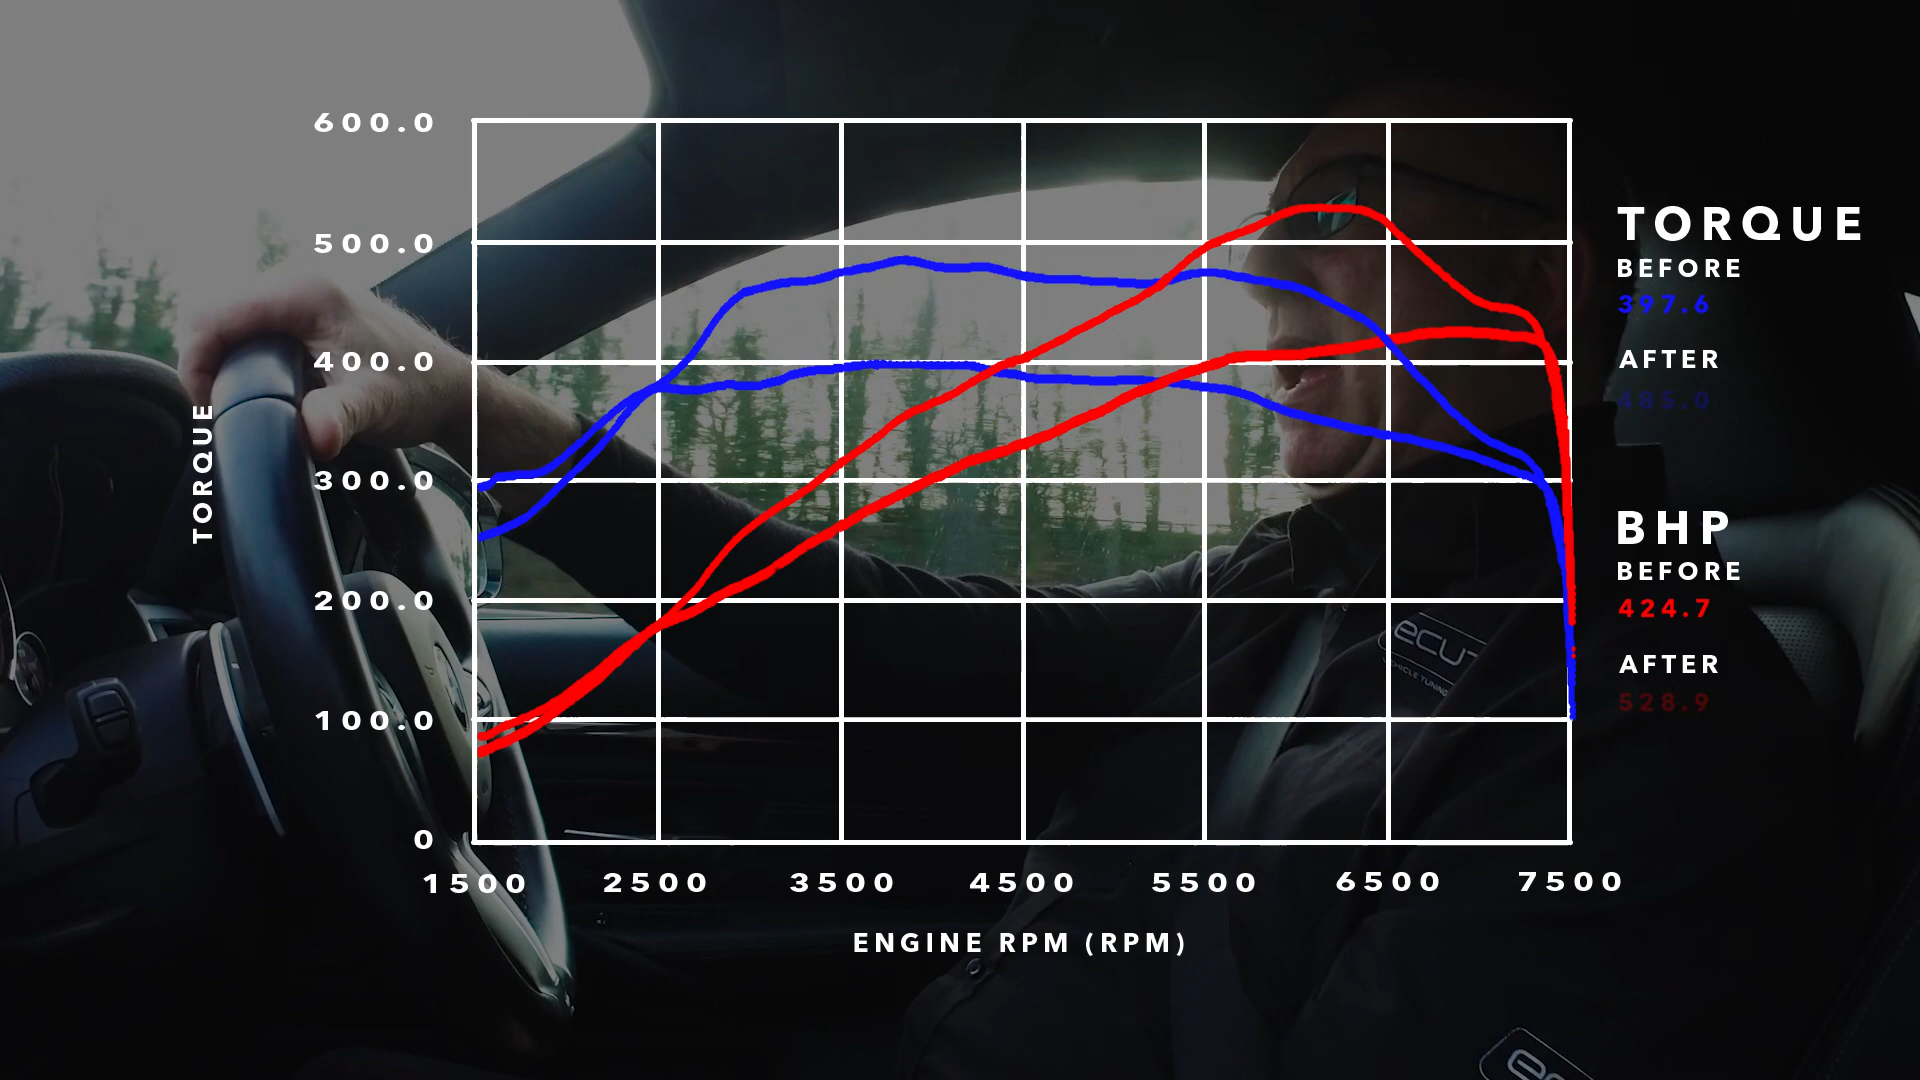 600.0
500.0
400.0
300.0
200.0
100.0
0
TORQUE
1500 2500 3500 4500 5500 6500 7500
ENGINE RPM (RPM)
TORQUE
BEFORE
397.6
AFTER
485.0
BHP
BEFORE
424.7
AFTER
528.9
VEHICLE TUNING